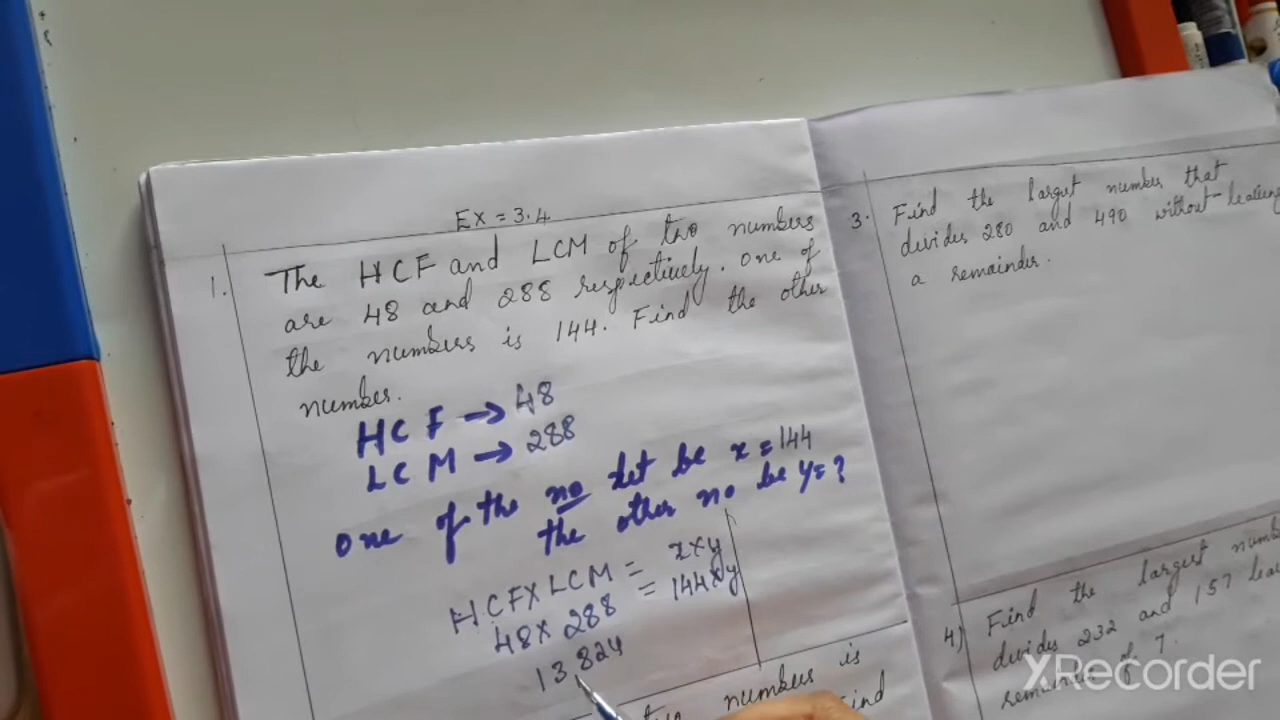 Ex = 3.4
1. The HCF and LCM of two numbers
are 48 and 288 respectively. One of
the numbers is 144. Find the other
number.
HCF → 48
LCM → 288
One of the no let be x = 144
the other no be y = ?
HCF X LCM = x x y
48 x 288 = 144 x y
13824
numbers is
3. Find the largest number that
divides 280 and 490 without leaving
a remainder.
4) Find the largest
divides 232 and 157
of 7.
XRecorder